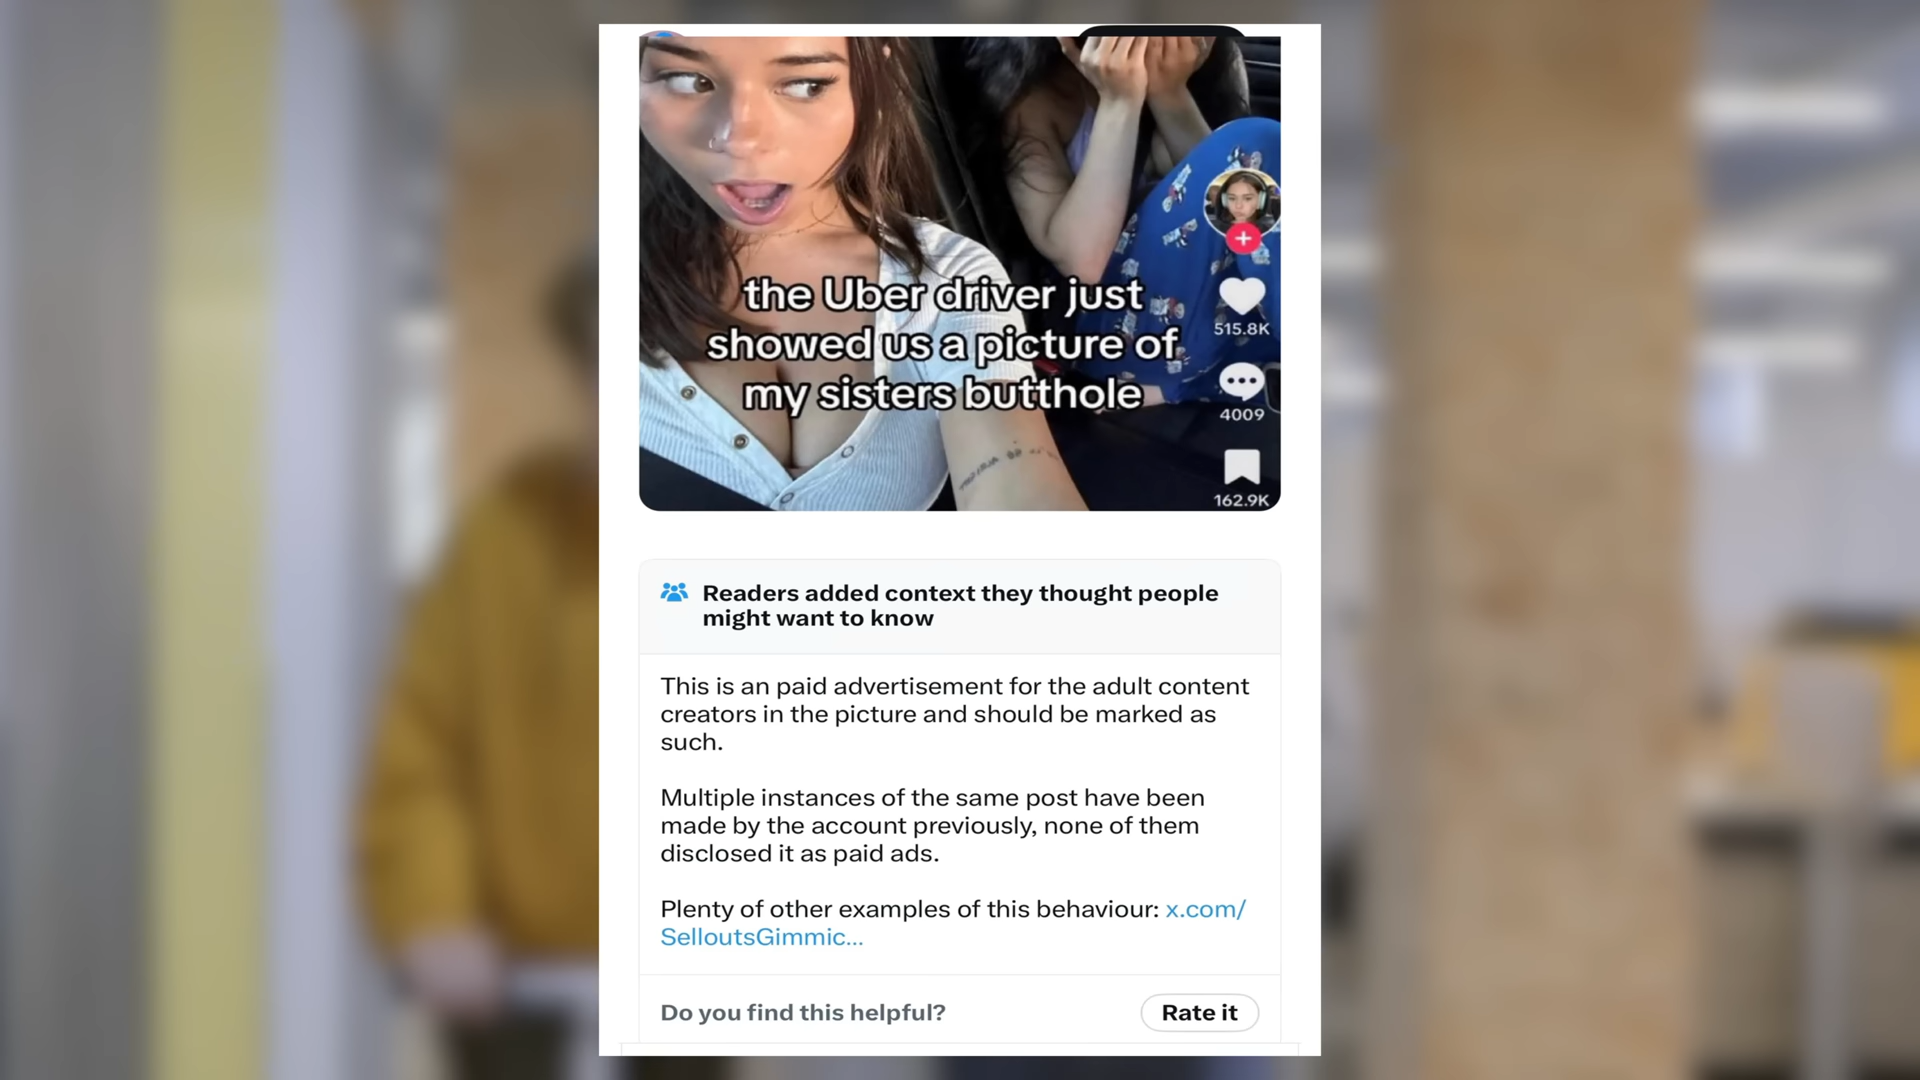 the Uber driver just
showed us a picture of
my sisters butthole
515.8K
4009
162.9K
Readers added context they thought people
might want to know
This is an paid advertisement for the adult content
creators in the picture and should be marked as
such.
Multiple instances of the same post have been
made by the account previously, none of them
disclosed it as paid ads.
Plenty of other examples of this behaviour: x.com/
SelloutsGimmic...
Do you find this helpful?
Rate it